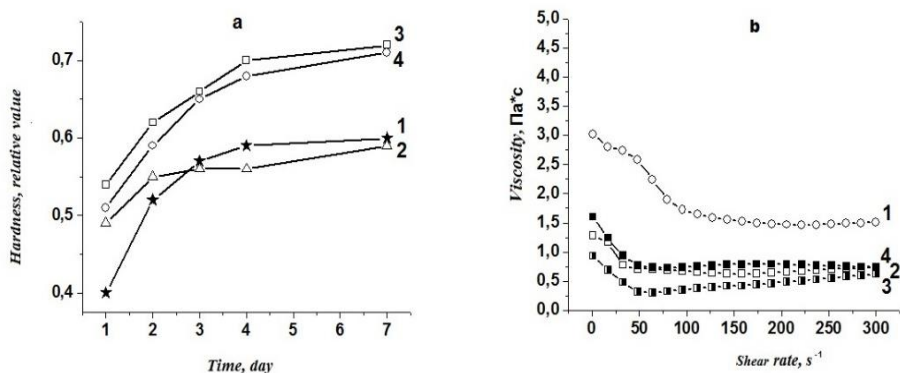 a
Hardness, relative value
0,7
0,6
0,5
0,4
1 2 3 4 5 6 6 7
Time, day
3
4
1
2
b
Viscosity, Па*с
5,0
4,5
4,0
3,5
3,0
2,5
2,0
1,5
1,0
0,5
0,0
0 50 100 150 200 250 300
Shear rate, s⁻¹
1
4
2
3